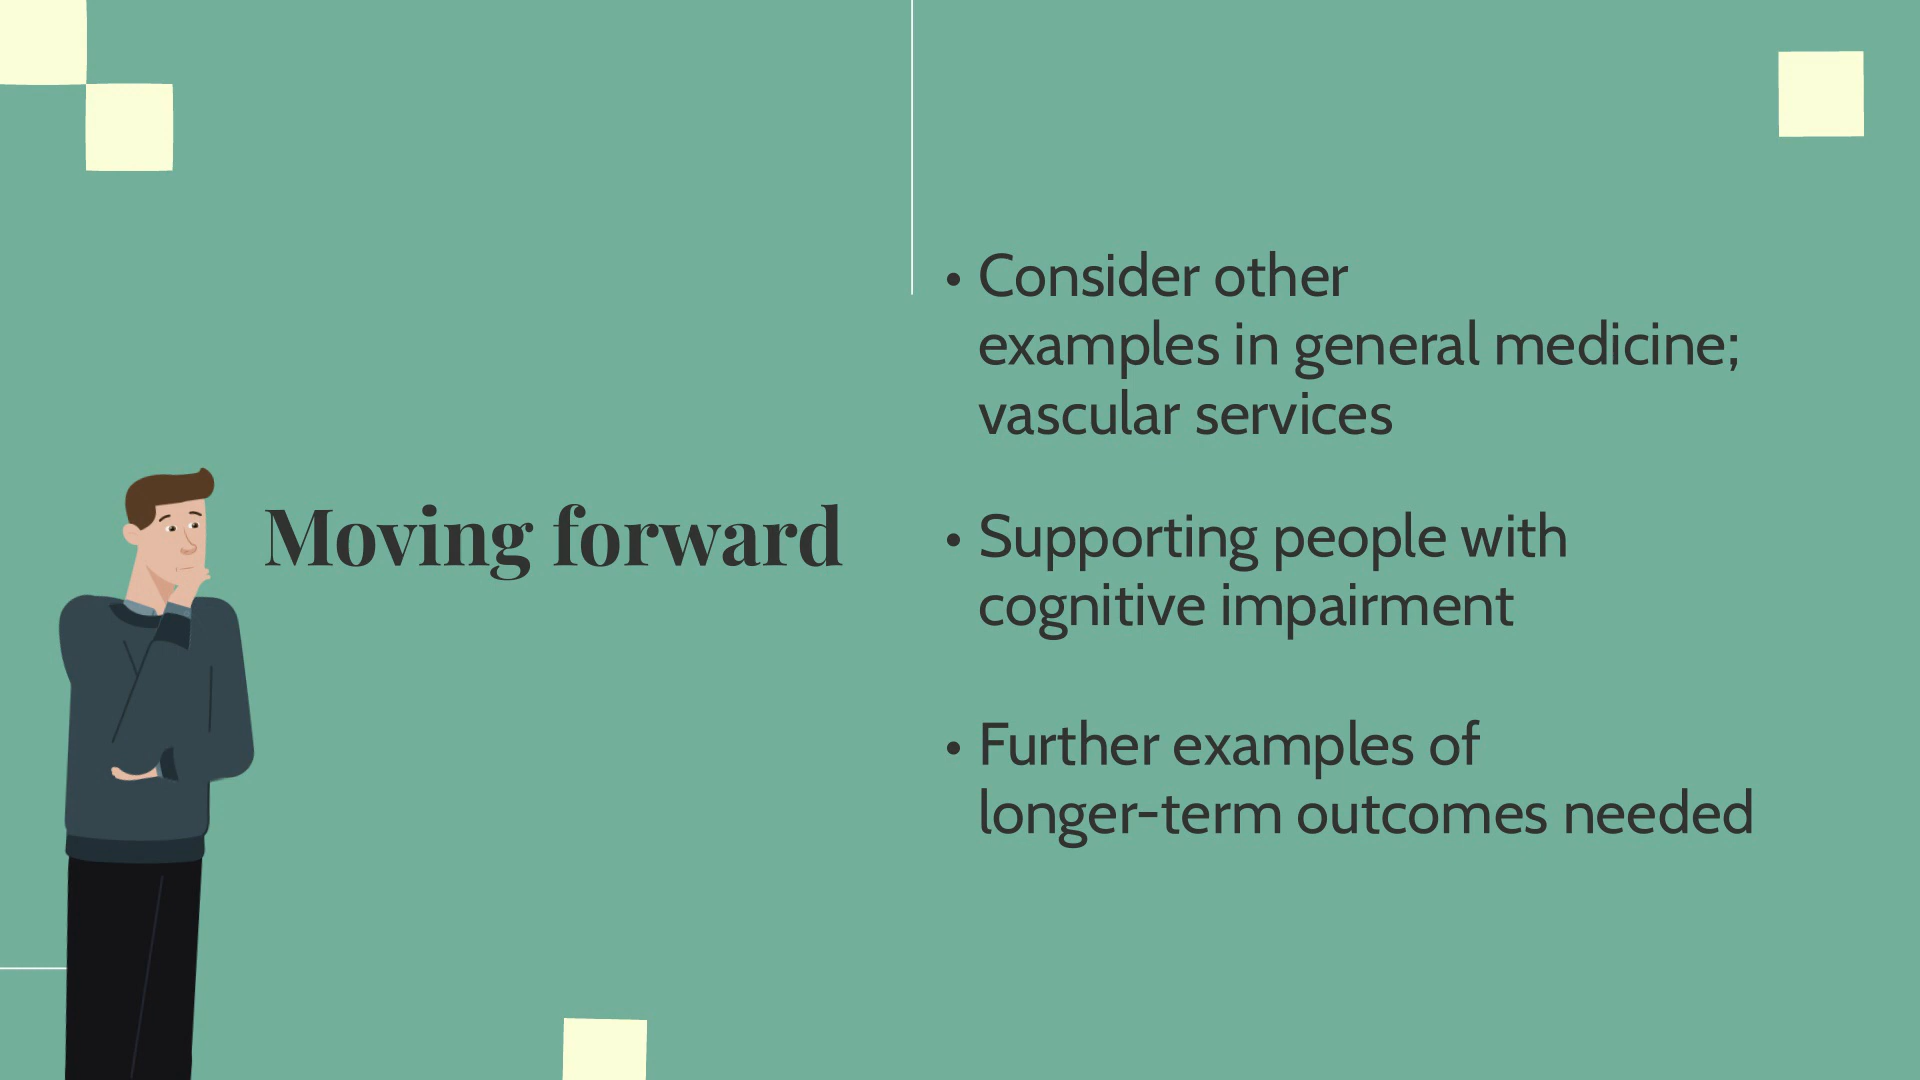 Moving forward
• Consider other
examples in general medicine;
vascular services
• Supporting people with
cognitive impairment
• Further examples of
longer-term outcomes needed